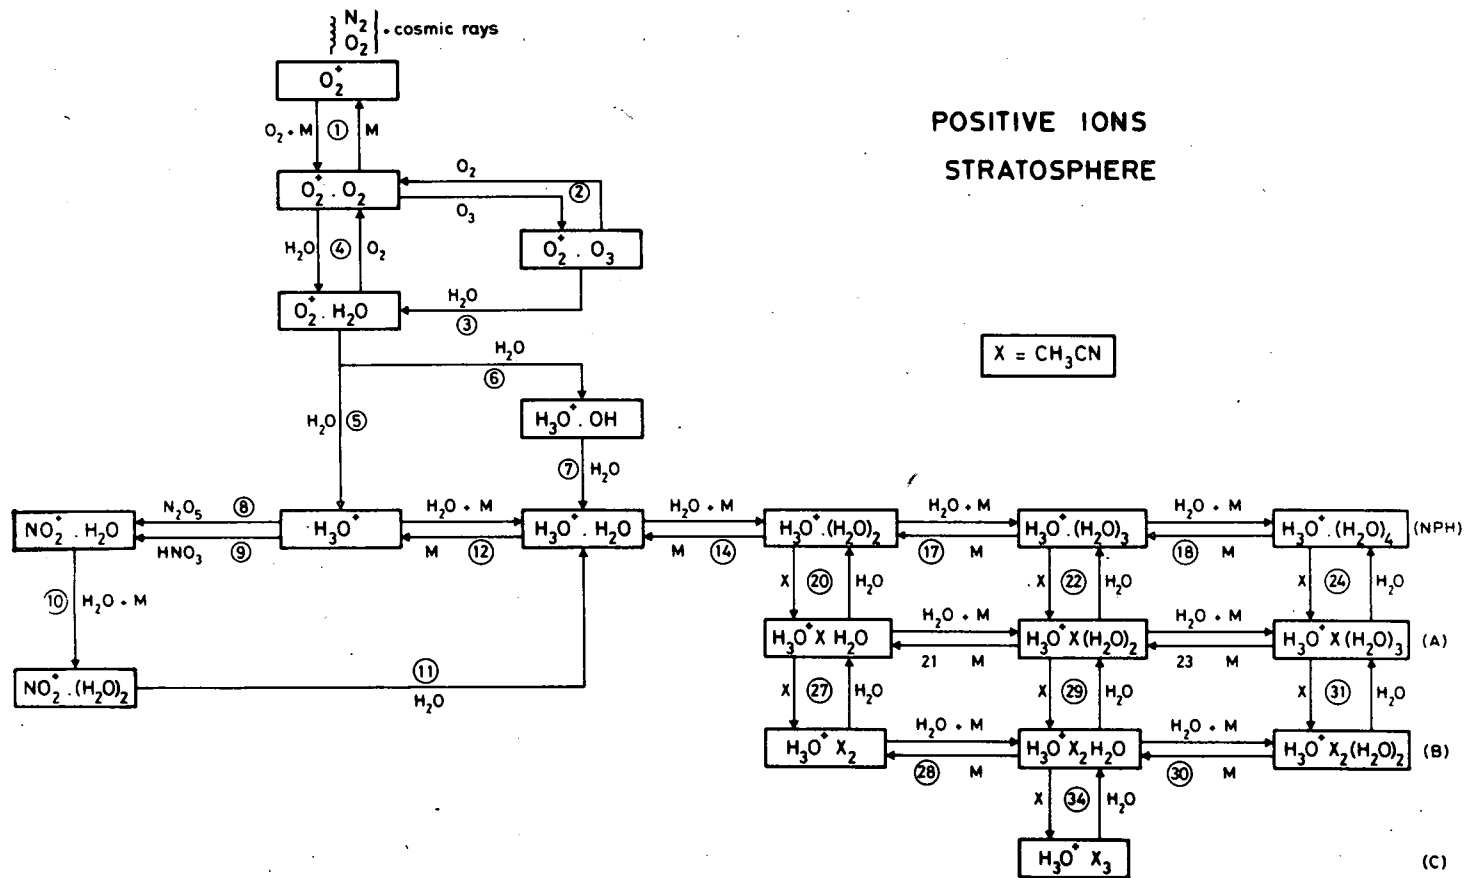 N2
O2 + cosmic rays
O2+
O2 + M ① M
POSITIVE IONS
STRATOSPHERE
O2+ . O2
O2
②
O3
H2O ④ O2
O2+ . O3
O2+ . H2O
H2O
③
X = CH3CN
H2O
⑥
H3O+ . OH
H2O ⑤
⑦ H2O
N2O5 ⑧
H2O + M
H2O + M
H2O + M
H2O + M
NO2+ . H2O
H3O+
H3O+ . H2O
H3O+ . (H2O)2
H3O+ . (H2O)3
H3O+ . (H2O)4
(NPH)
HNO3 ⑨
M ⑫
M ⑭
⑰ M
⑱ M
⑩ H2O + M
X ⑳ H2O
X ㉒ H2O
X ㉔ H2O
H2O + M
H2O + M
H3O+ X H2O
H3O+ X (H2O)2
H3O+ X (H2O)3
(A)
21 M
23 M
NO2+ . (H2O)2
⑪
H2O
X ㉗ H2O
X ㉙ H2O
X ㉛ H2O
H2O + M
H2O + M
H3O+ X2
H3O+ X2 H2O
H3O+ X2 (H2O)2
(B)
㉘ M
㉚ M
X ㉞ H2O
H3O+ X3
(C)